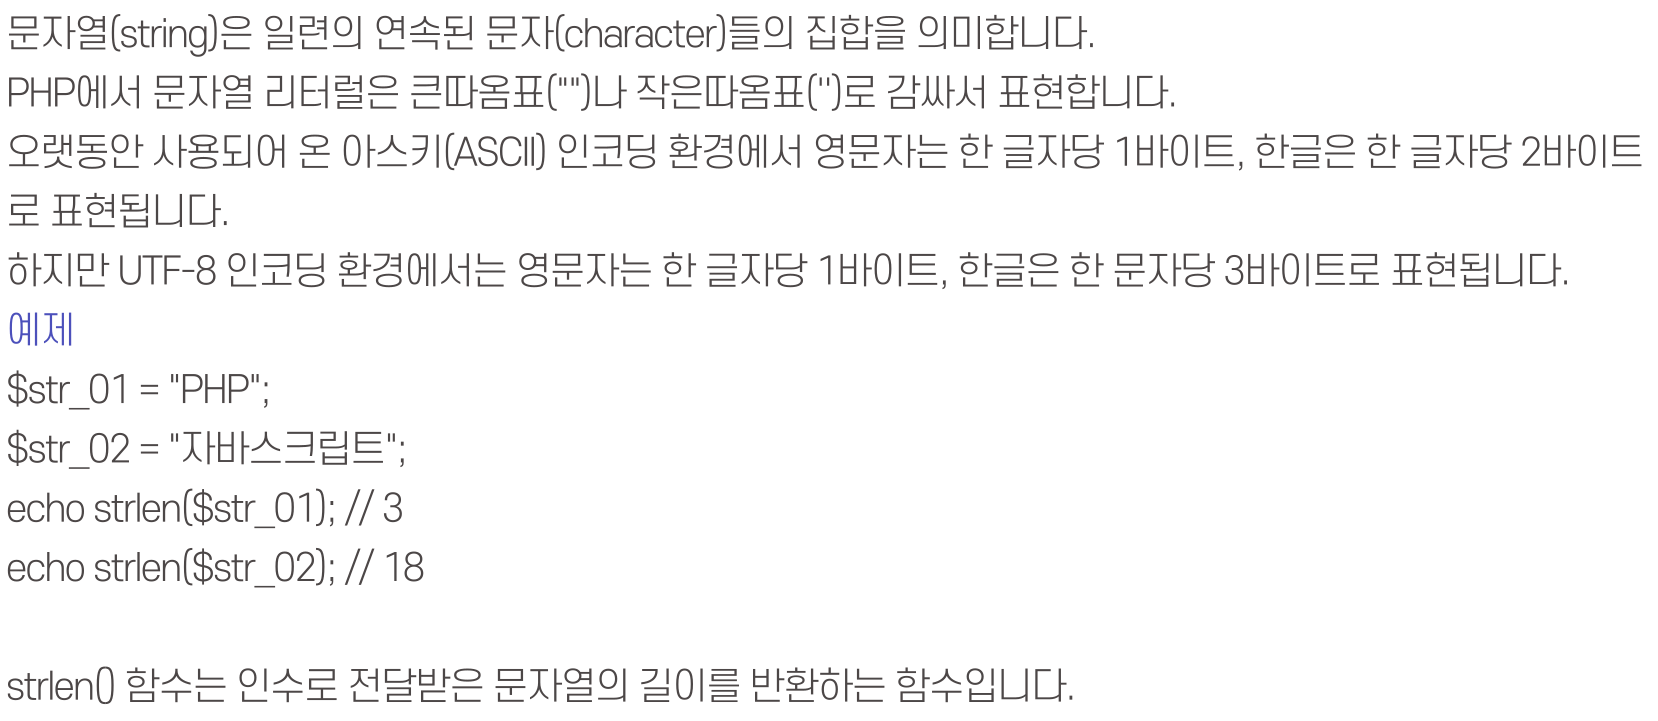 문자열(string)은 일련의 연속된 문자(character)들의 집합을 의미합니다.
PHP에서 문자열 리터럴은 큰따옴표("")나 작은따옴표('')로 감싸서 표현합니다.
오랫동안 사용되어 온 아스키(ASCII) 인코딩 환경에서 영문자는 한 글자당 1바이트, 한글은 한 글자당 2바이트
로 표현됩니다.
하지만 UTF-8 인코딩 환경에서는 영문자는 한 글자당 1바이트, 한글은 한 문자당 3바이트로 표현됩니다.
예제
$str_01 = "PHP";
$str_02 = "자바스크립트";
echo strlen($str_01); // 3
echo strlen($str_02); // 18
strlen() 함수는 인수로 전달받은 문자열의 길이를 반환하는 함수입니다.